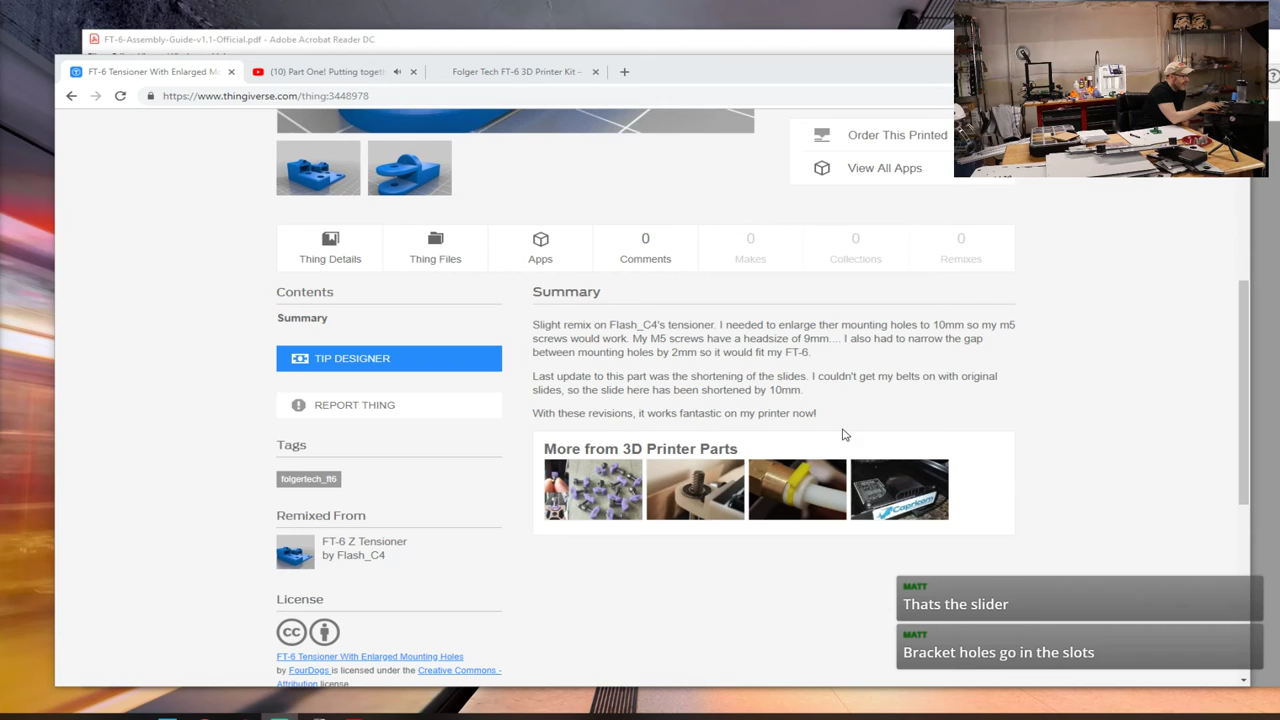 FT-6-Assembly-Guide-v1.1-Official.pdf - Adobe Acrobat Reader DC
FT-6 Tensioner With Enlarged Mo
(10) Part One! Putting togeth
Folger Tech FT-6 3D Printer Kit –
https://www.thingiverse.com/thing:3448978
Order This Printed
View All Apps
Thing Details
Thing Files
Apps
0
Comments
0
Makes
0
Collections
0
Remixes
Contents
Summary
TIP DESIGNER
REPORT THING
Tags
folgertech_ft6
Remixed From
FT-6 Z Tensioner
by Flash_C4
License
FT-6 Tensioner With Enlarged Mounting Holes
by FourDogs is licensed under the Creative Commons -
Attribution license.
Summary
Slight remix on Flash_C4's tensioner. I needed to enlarge ther mounting holes to 10mm so my m5
screws would work. My M5 screws have a headsize of 9mm.... I also had to narrow the gap
between mounting holes by 2mm so it would fit my FT-6.
Last update to this part was the shortening of the slides. I couldn't get my belts on with original
slides, so the slide here has been shortened by 10mm.
With these revisions, it works fantastic on my printer now!
More from 3D Printer Parts
Capricorn
MATT
Thats the slider
MATT
Bracket holes go in the slots